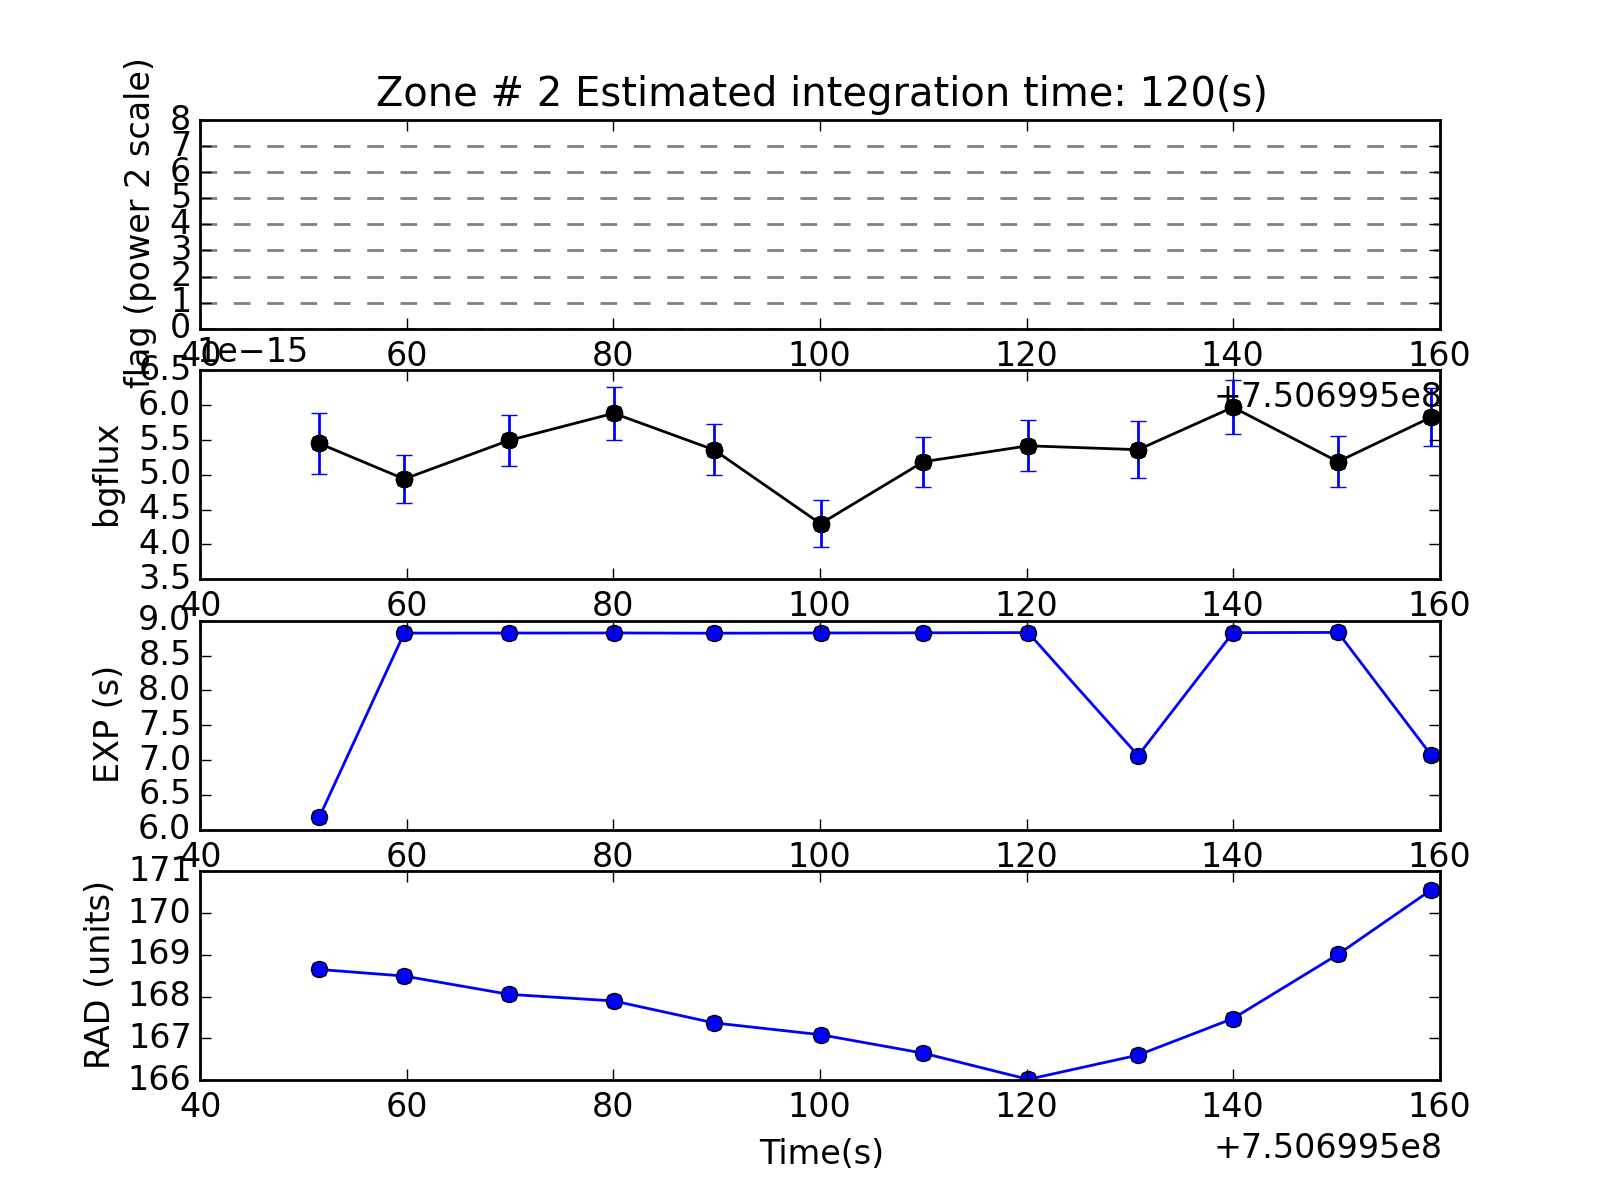 Zone # 2 Estimated integration time: 120(s)
flag (power 2 scale)
8
7
6
5
4
3
2
1
0
40 60 80 100 120 140 160
1e−15
+7.506995e8
bgflux
6.5
6.0
5.5
5.0
4.5
4.0
3.5
40 60 80 100 120 140 160
EXP (s)
9.0
8.5
8.0
7.5
7.0
6.5
6.0
40 60 80 100 120 140 160
RAD (units)
171
170
169
168
167
166
40 60 80 100 120 140 160
Time(s)
+7.506995e8